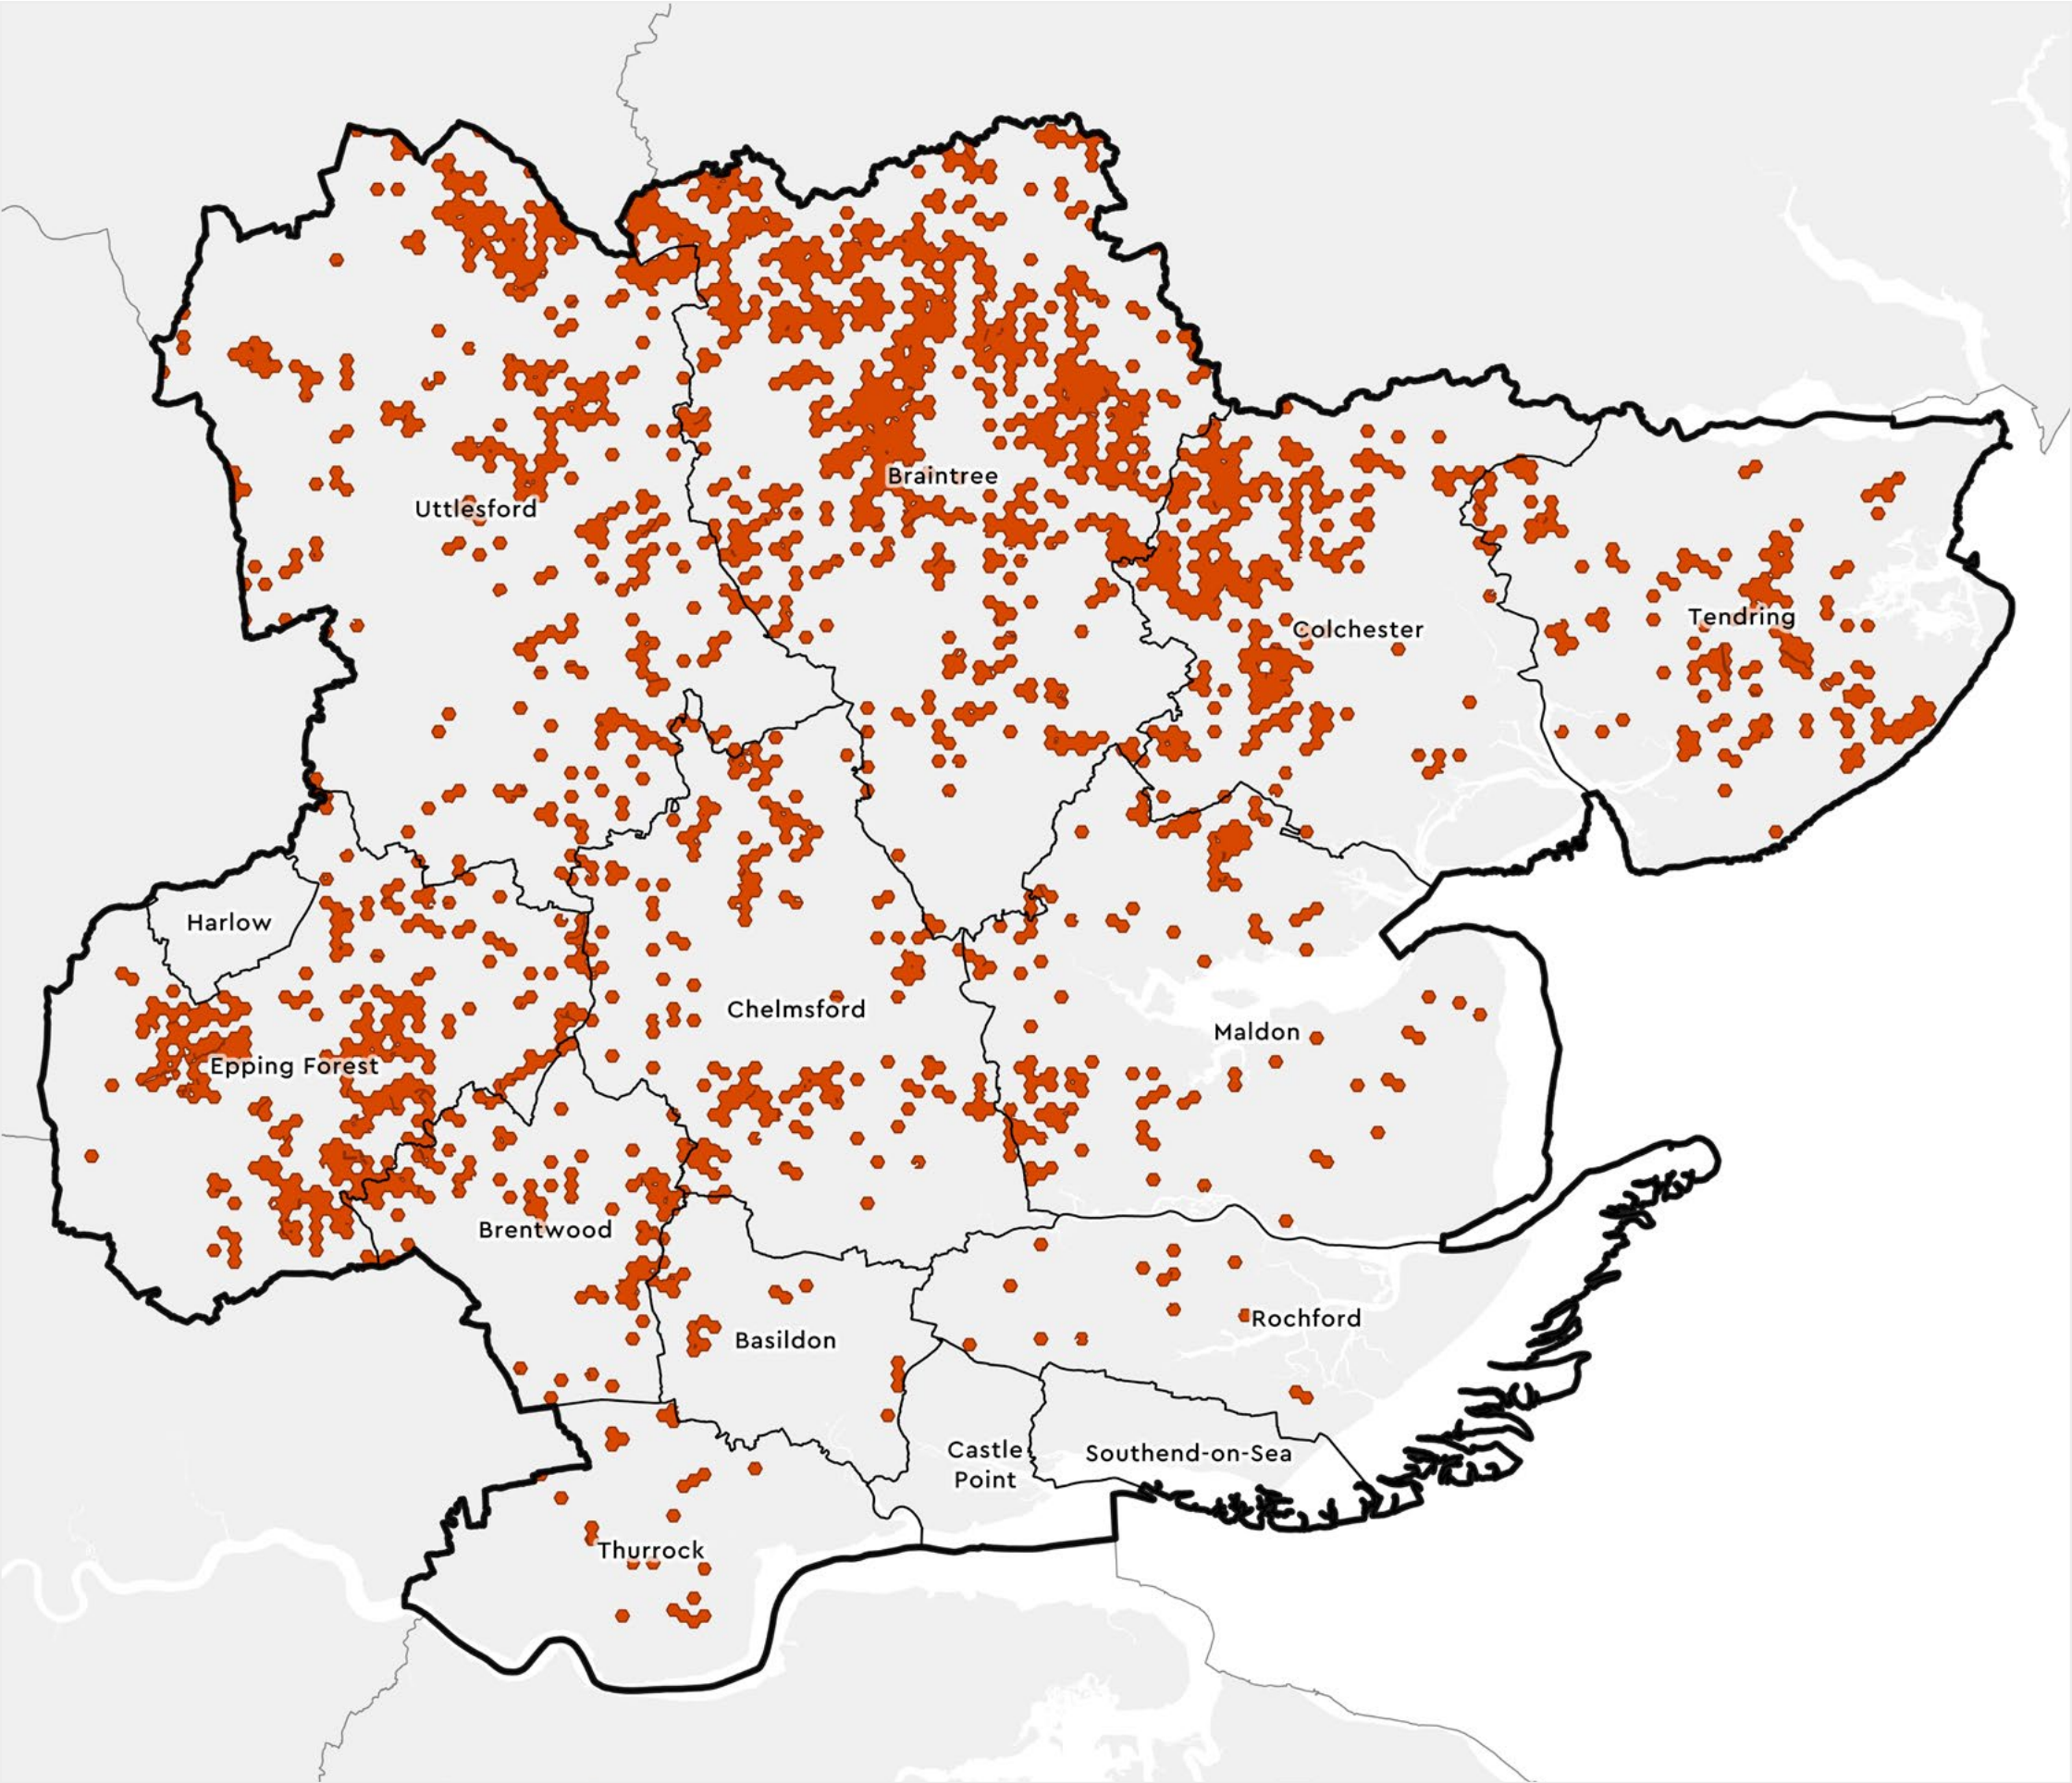 Braintree
Uttlesford
Tendring
Colchester
Harlow
Chelmsford
Maldon
Epping Forest
Brentwood
Rochford
Basildon
Castle
Point
Southend-on-Sea
Thurrock